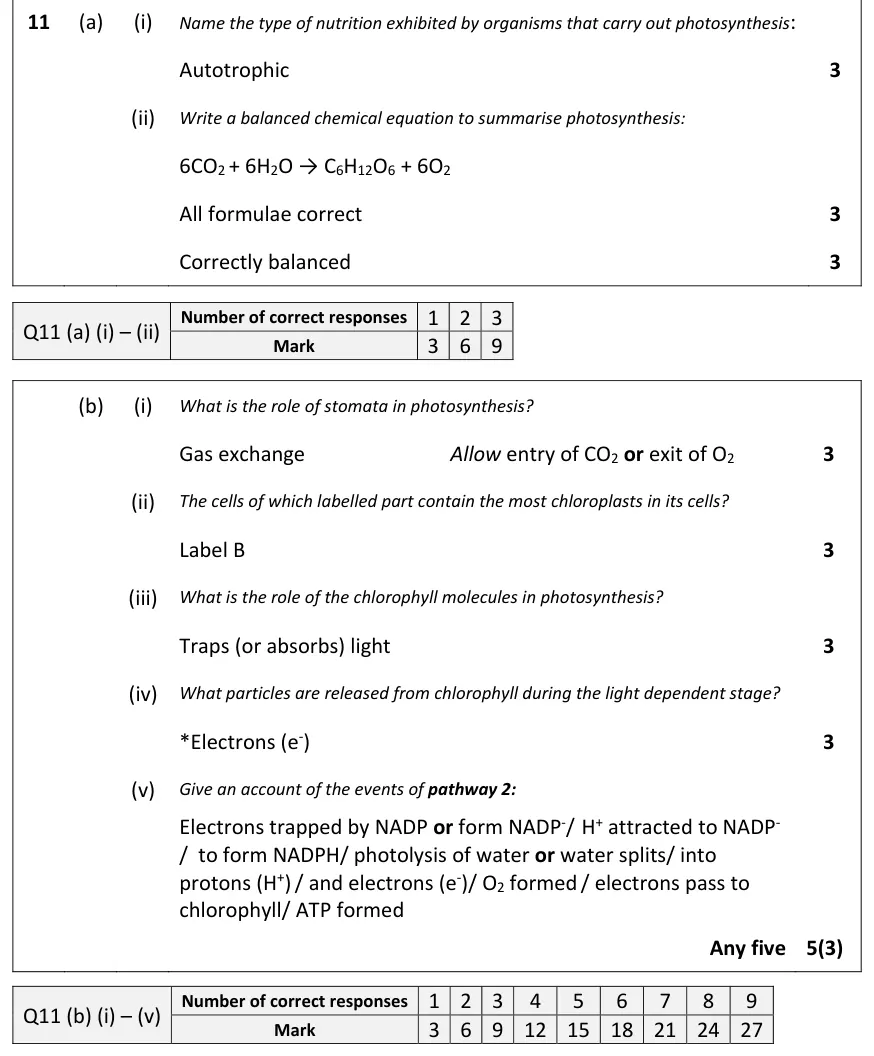 11 (a) (i) Name the type of nutrition exhibited by organisms that carry out photosynthesis:
Autotrophic 3
(ii) Write a balanced chemical equation to summarise photosynthesis:
6CO₂ + 6H₂O → C₆H₁₂O₆ + 6O₂
All formulae correct 3
Correctly balanced 3
Q11 (a) (i) – (ii)
Number of correct responses 1 2 3
Mark 3 6 9
(b) (i) What is the role of stomata in photosynthesis?
Gas exchange Allow entry of CO₂ or exit of O₂ 3
(ii) The cells of which labelled part contain the most chloroplasts in its cells?
Label B 3
(iii) What is the role of the chlorophyll molecules in photosynthesis?
Traps (or absorbs) light 3
(iv) What particles are released from chlorophyll during the light dependent stage?
*Electrons (e⁻) 3
(v) Give an account of the events of pathway 2:
Electrons trapped by NADP or form NADP⁻/ H⁺ attracted to NADP⁻
/ to form NADPH/ photolysis of water or water splits/ into
protons (H⁺) / and electrons (e⁻)/ O₂ formed / electrons pass to
chlorophyll/ ATP formed
Any five 5(3)
Q11 (b) (i) – (v)
Number of correct responses 1 2 3 4 5 6 7 8 9
Mark 3 6 9 12 15 18 21 24 27